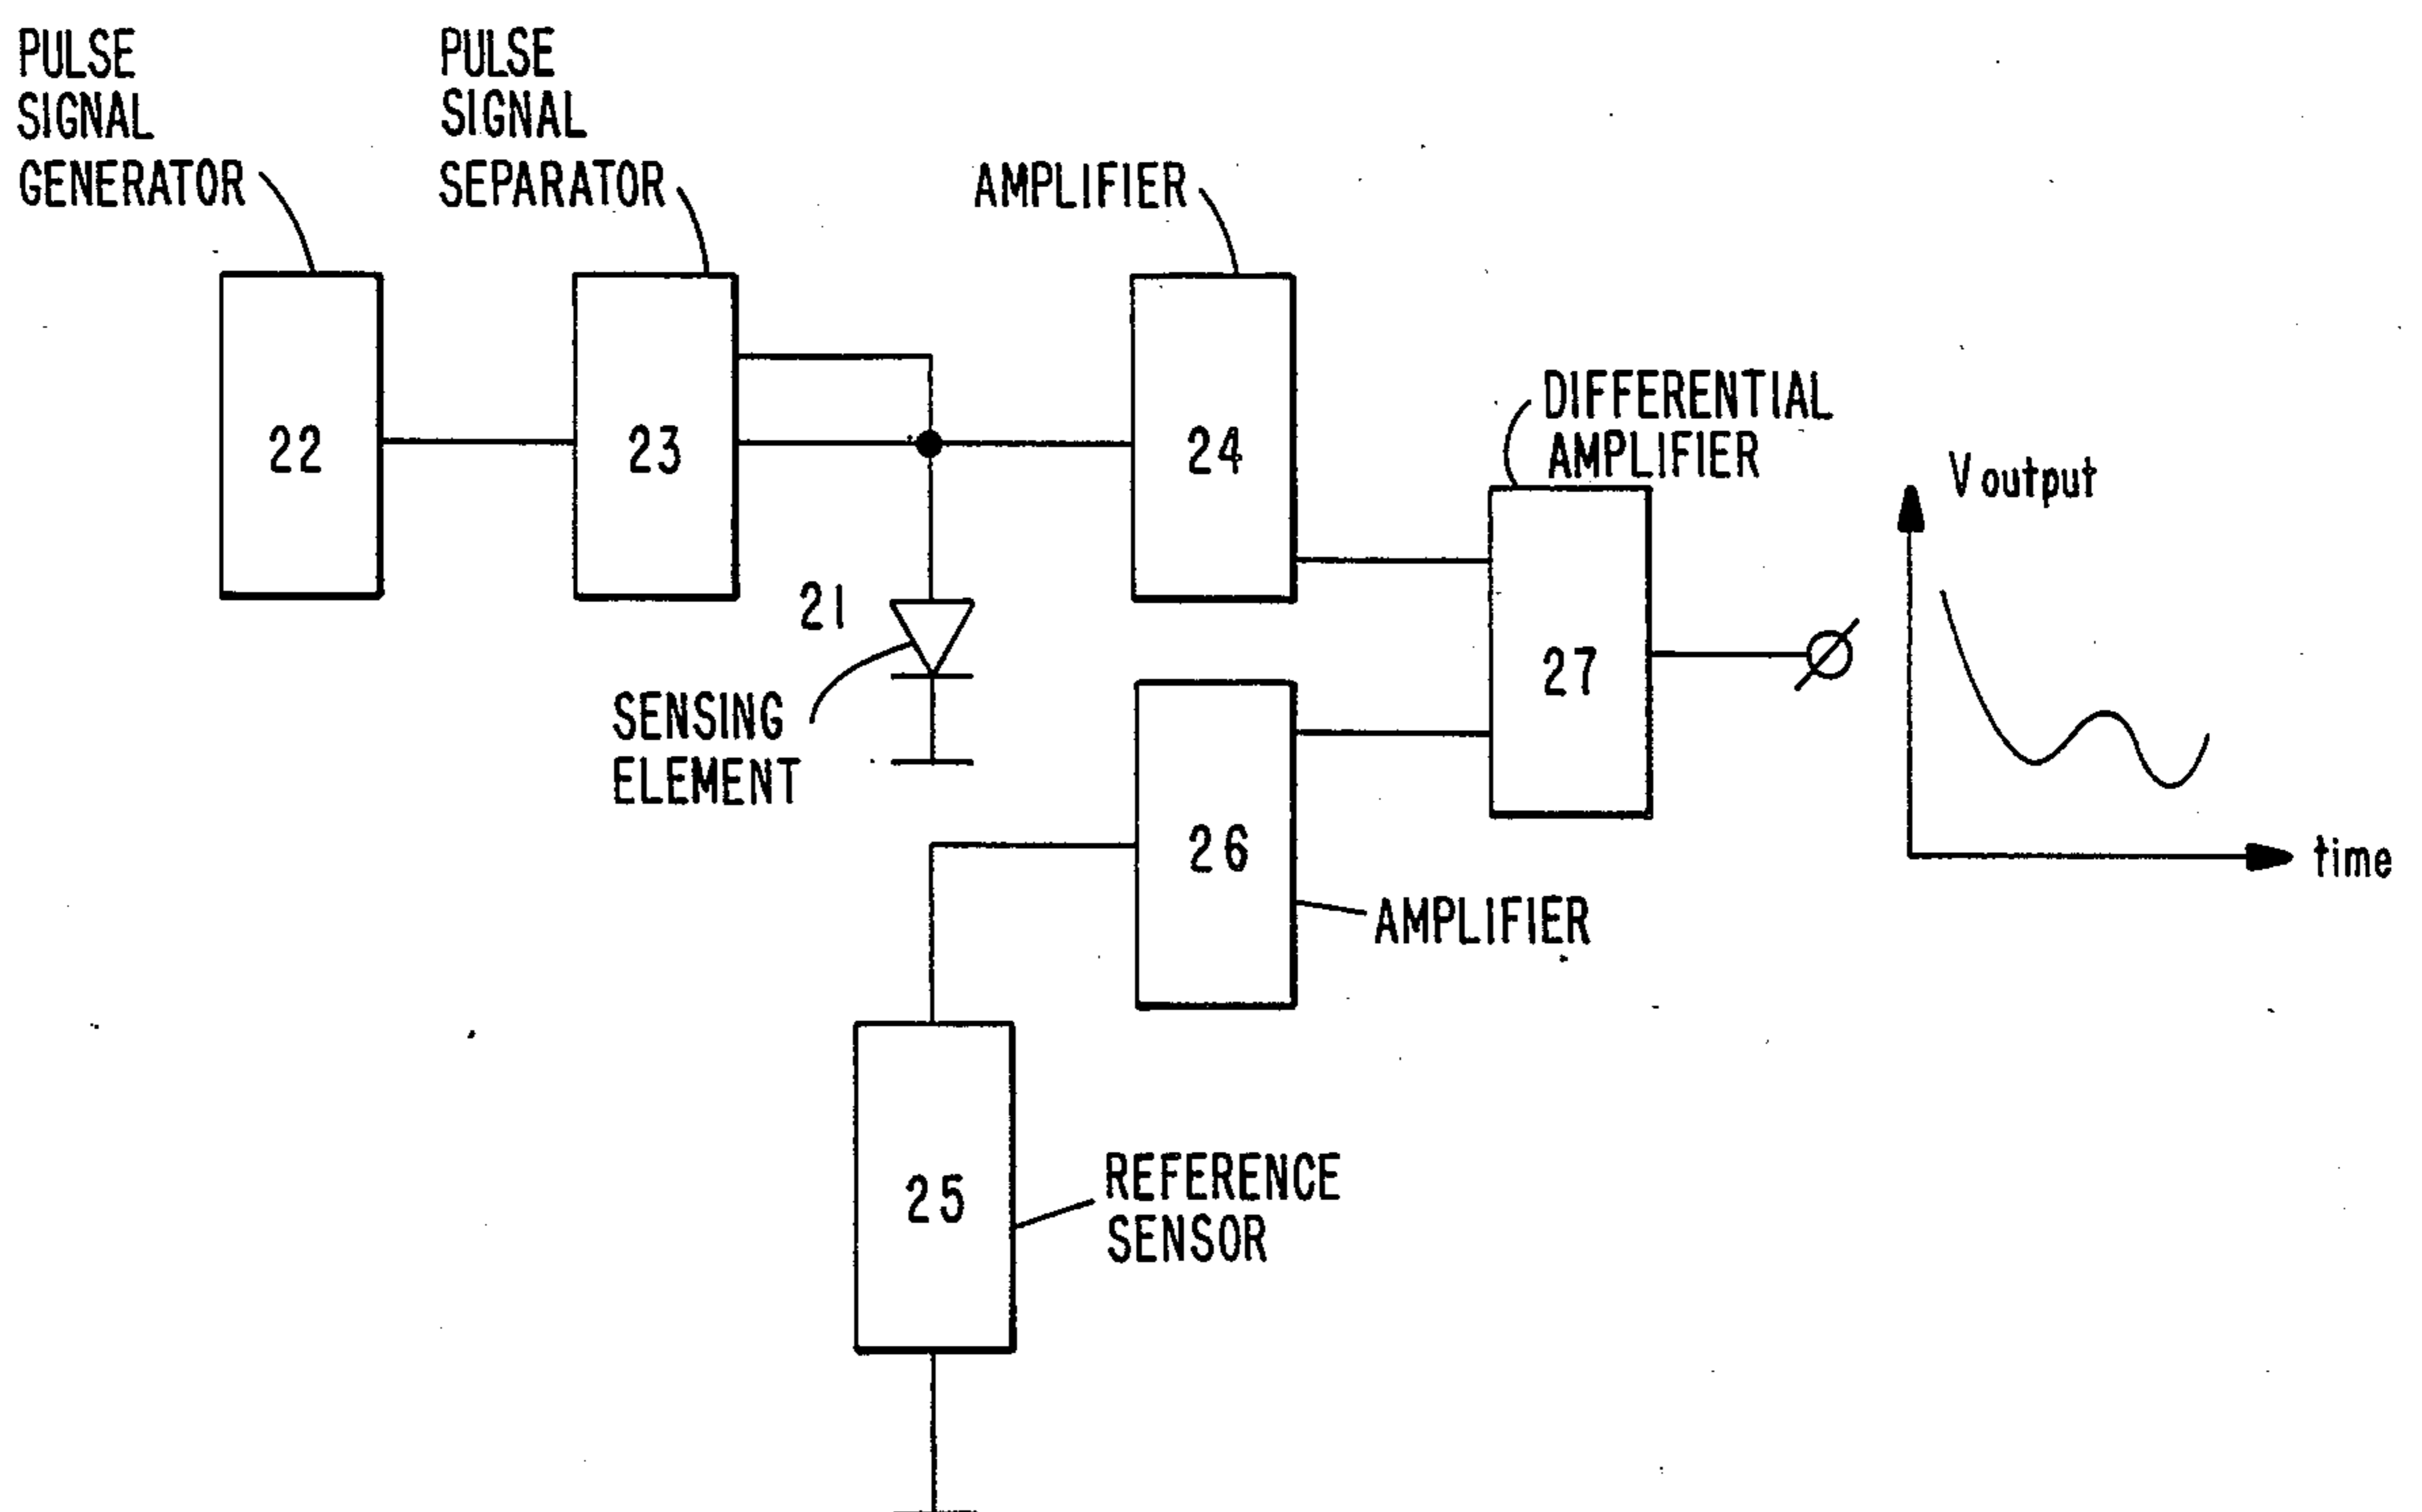 PULSE
SIGNAL
GENERATOR
PULSE
SIGNAL
SEPARATOR
AMPLIFIER
22
23
24
DIFFERENTIAL
AMPLIFIER
V output
21
SENSING
ELEMENT
27
26
time
AMPLIFIER
25
REFERENCE
SENSOR